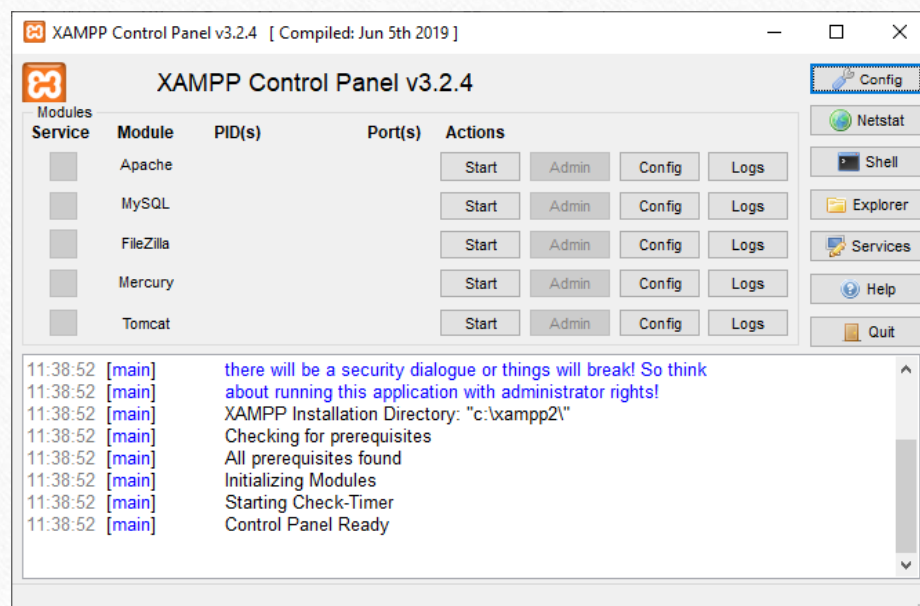 XAMPP Control Panel v3.2.4 [ Compiled: Jun 5th 2019 ]
XAMPP Control Panel v3.2.4
Config
Modules
Netstat
Service Module PID(s) Port(s) Actions
Apache Start Admin Config Logs
Shell
MySQL Start Admin Config Logs
Explorer
FileZilla Start Admin Config Logs
Services
Mercury Start Admin Config Logs
Help
Tomcat Start Admin Config Logs
Quit
11:38:52 [main] there will be a security dialogue or things will break! So think
11:38:52 [main] about running this application with administrator rights!
11:38:52 [main] XAMPP Installation Directory: "c:\xampp2\"
11:38:52 [main] Checking for prerequisites
11:38:52 [main] All prerequisites found
11:38:52 [main] Initializing Modules
11:38:52 [main] Starting Check-Timer
11:38:52 [main] Control Panel Ready